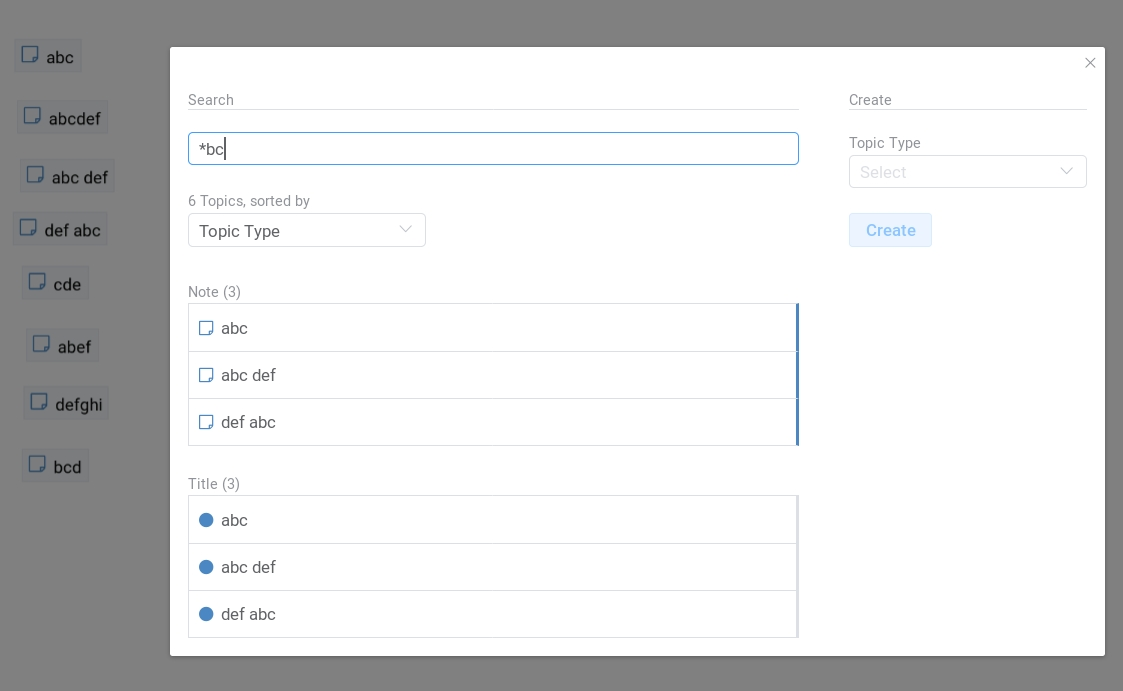 abc
abcdef
abc def
def abc
cde
abef
defghi
bcd
Search
*bc
6 Topics, sorted by
Topic Type
Note (3)
abc
abc def
def abc
Title (3)
abc
abc def
def abc
Create
Topic Type
Select
Create